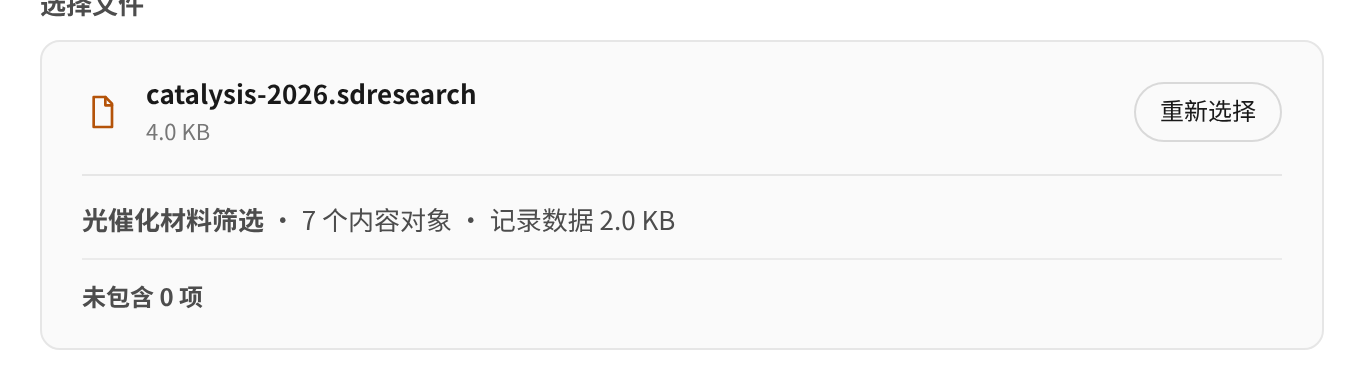 选择文件
catalysis-2026.sdresearch
4.0 KB
重新选择
光催化材料筛选 • 7 个内容对象 • 记录数据 2.0 KB
未包含 0 项